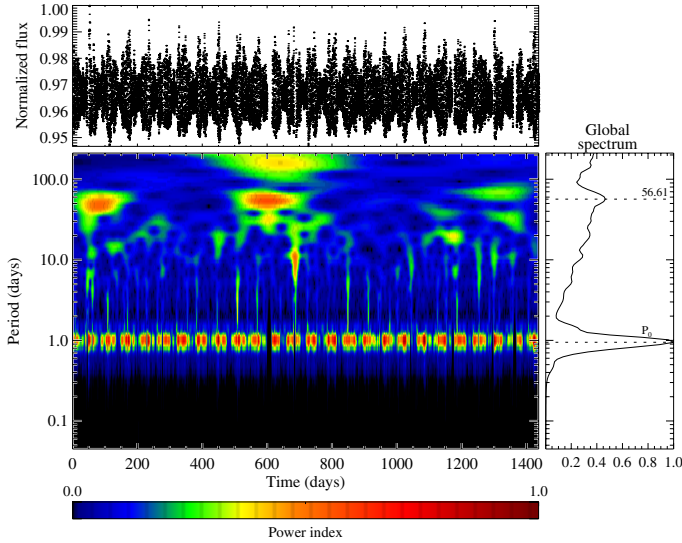 1.00
0.99
0.98
0.97
0.96
0.95
Normalized flux
Global
spectrum
100.0
10.0
1.0
0.1
Period (days)
56.61
P0
0 200 400 600 800 1000 1200 1400
Time (days)
0.2 0.4 0.6 0.8 1.0
0.0 1.0
Power index